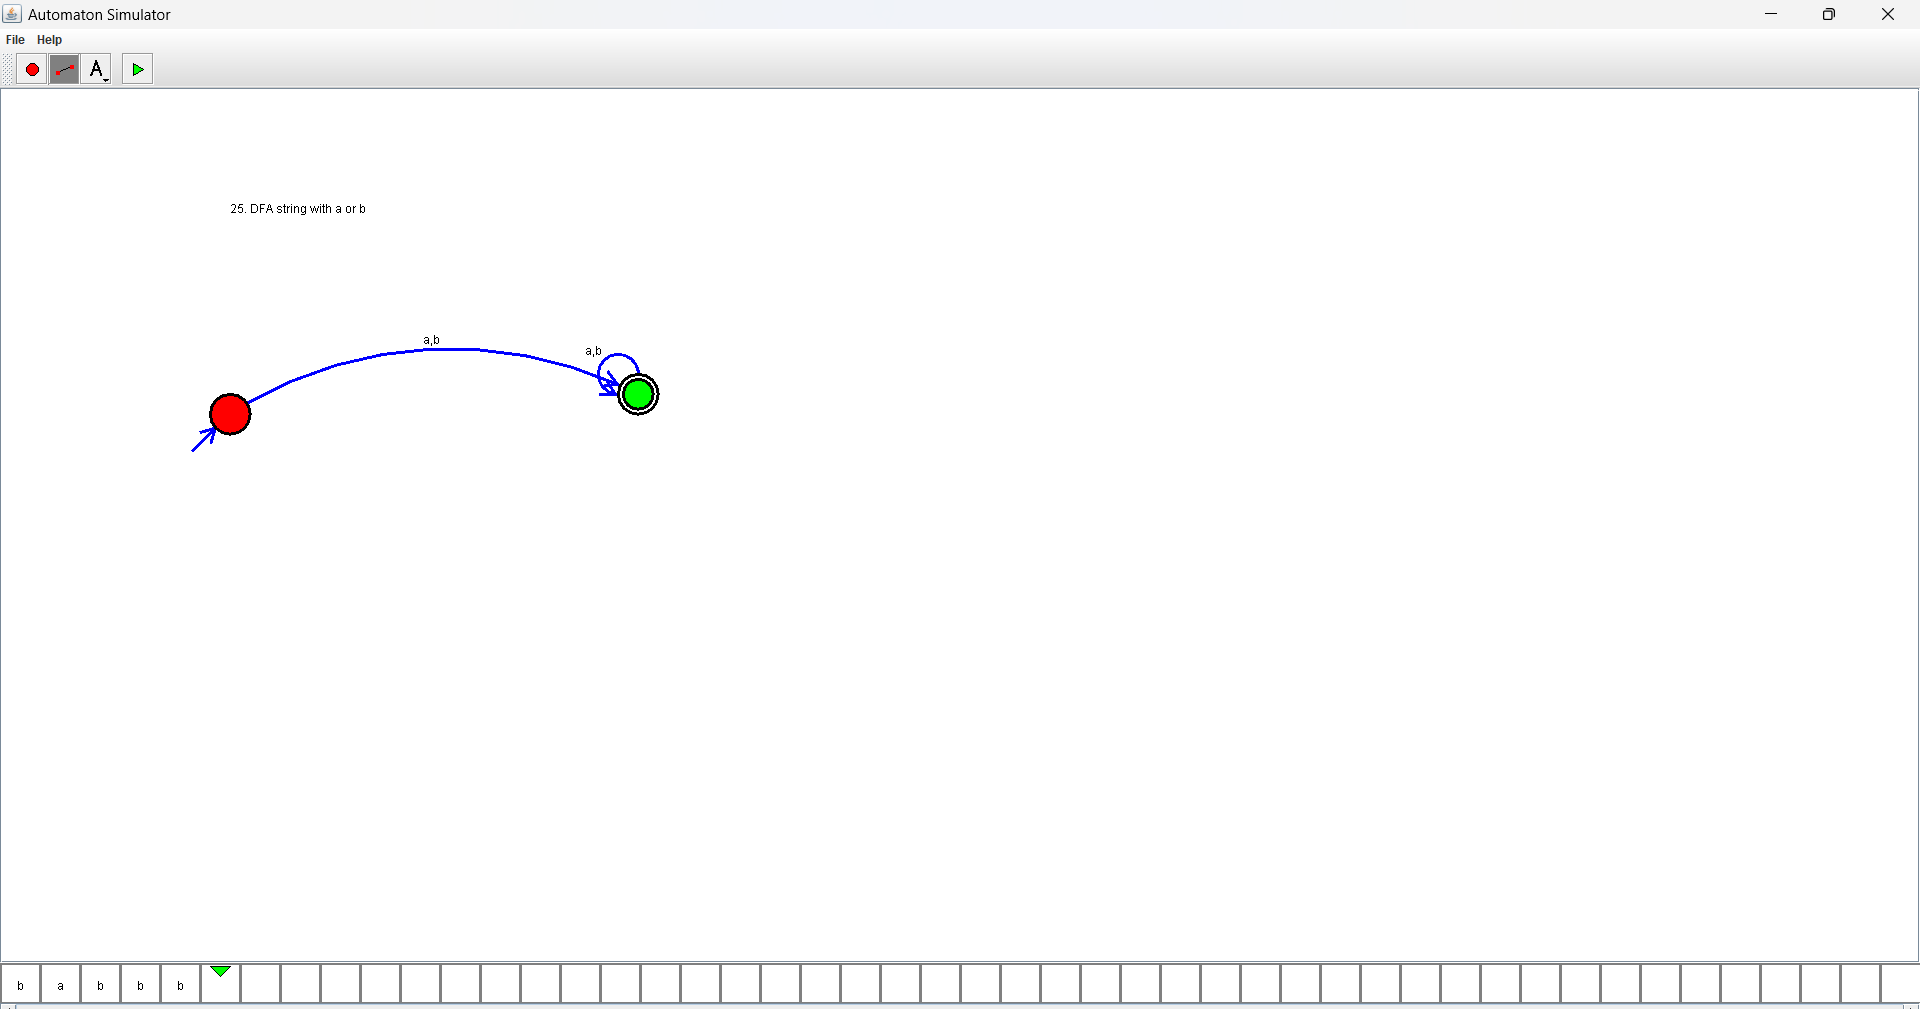 Automaton Simulator
File Help
A
25. DFA string with a or b
a,b
a,b
b a b b b